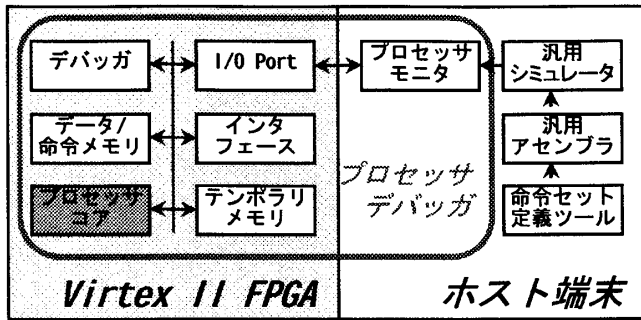 デバッガ
I/O Port
プロセッサ
モニタ
汎用
シミュレータ
データ/
命令メモリ
インタ
フェース
汎用
アセンブラ
プロセッサ
コア
テンポラリ
メモリ
プロセッサ
デバッガ
命令セット
定義ツール
Virtex II FPGA
ホスト端末